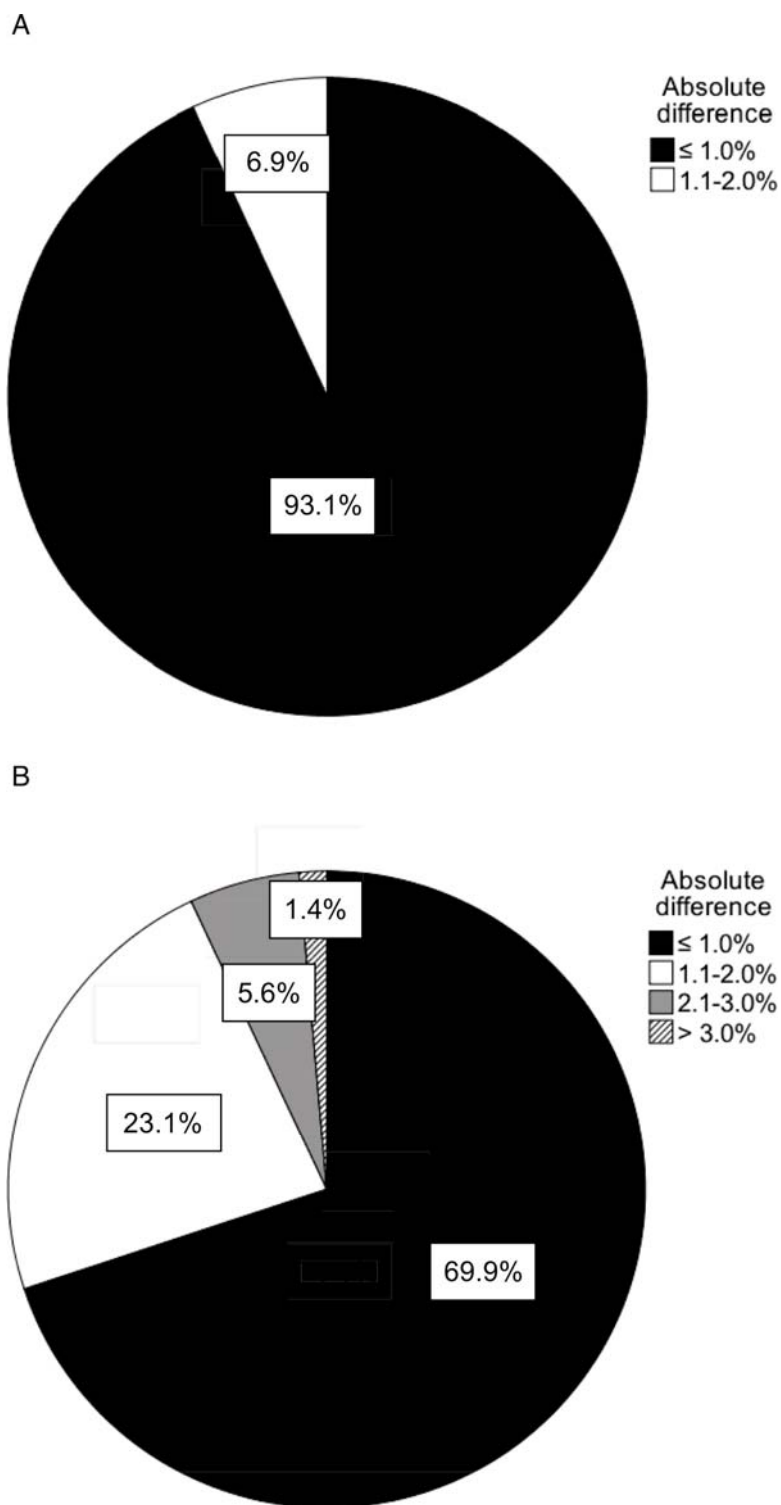 A
Absolute
difference
≤ 1.0%
1.1-2.0%
6.9%
93.1%
B
Absolute
difference
≤ 1.0%
1.1-2.0%
2.1-3.0%
> 3.0%
1.4%
5.6%
23.1%
69.9%